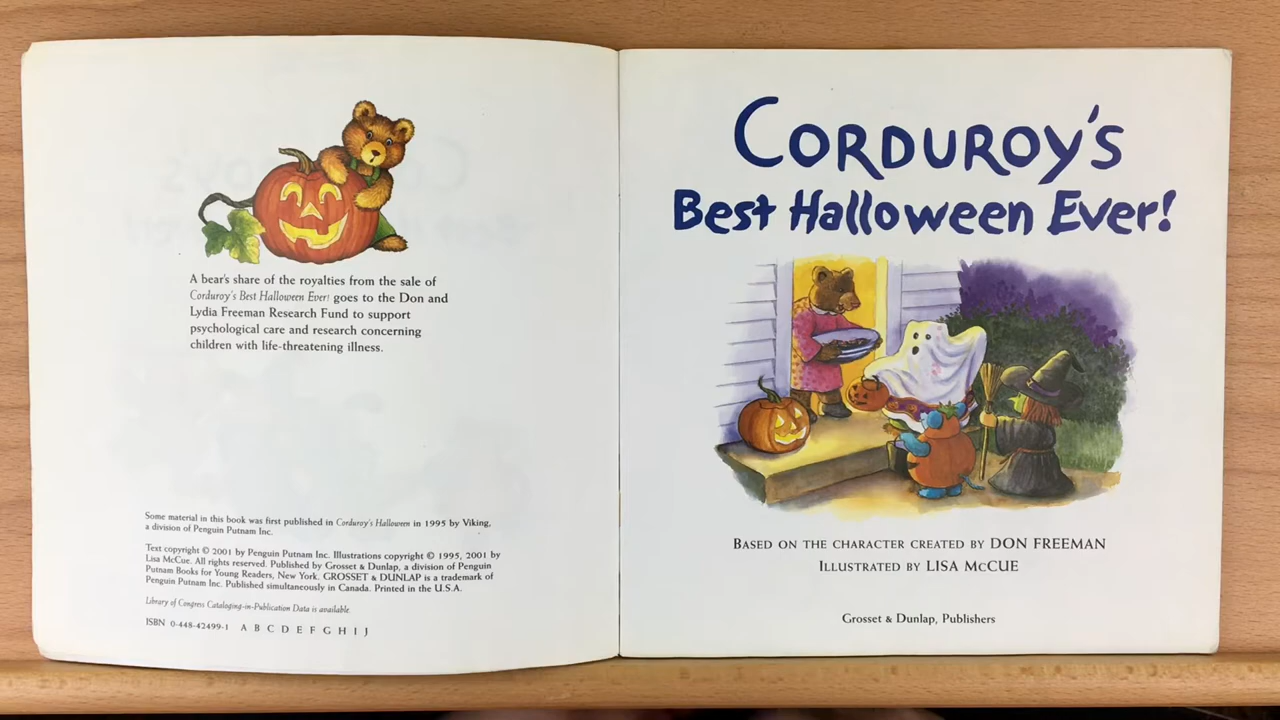 A bear's share of the royalties from the sale of
Corduroy's Best Halloween Ever! goes to the Don and
Lydia Freeman Research Fund to support
psychological care and research concerning
children with life-threatening illness.
Some material in this book was first published in Corduroy's Halloween in 1995 by Viking,
a division of Penguin Putnam Inc.
Text copyright © 2001 by Penguin Putnam Inc. Illustrations copyright © 1995, 2001 by
Lisa McCue. All rights reserved. Published by Grosset & Dunlap, a division of Penguin
Putnam Books for Young Readers, New York. GROSSET & DUNLAP is a trademark of
Penguin Putnam Inc. Published simultaneously in Canada. Printed in the U.S.A.
Library of Congress Cataloging-in-Publication Data is available.
ISBN 0-448-42499-1 A B C D E F G H I J
CORDUROY'S
Best Halloween Ever!
BASED ON THE CHARACTER CREATED BY DON FREEMAN
ILLUSTRATED BY LISA McCUE
Grosset & Dunlap, Publishers